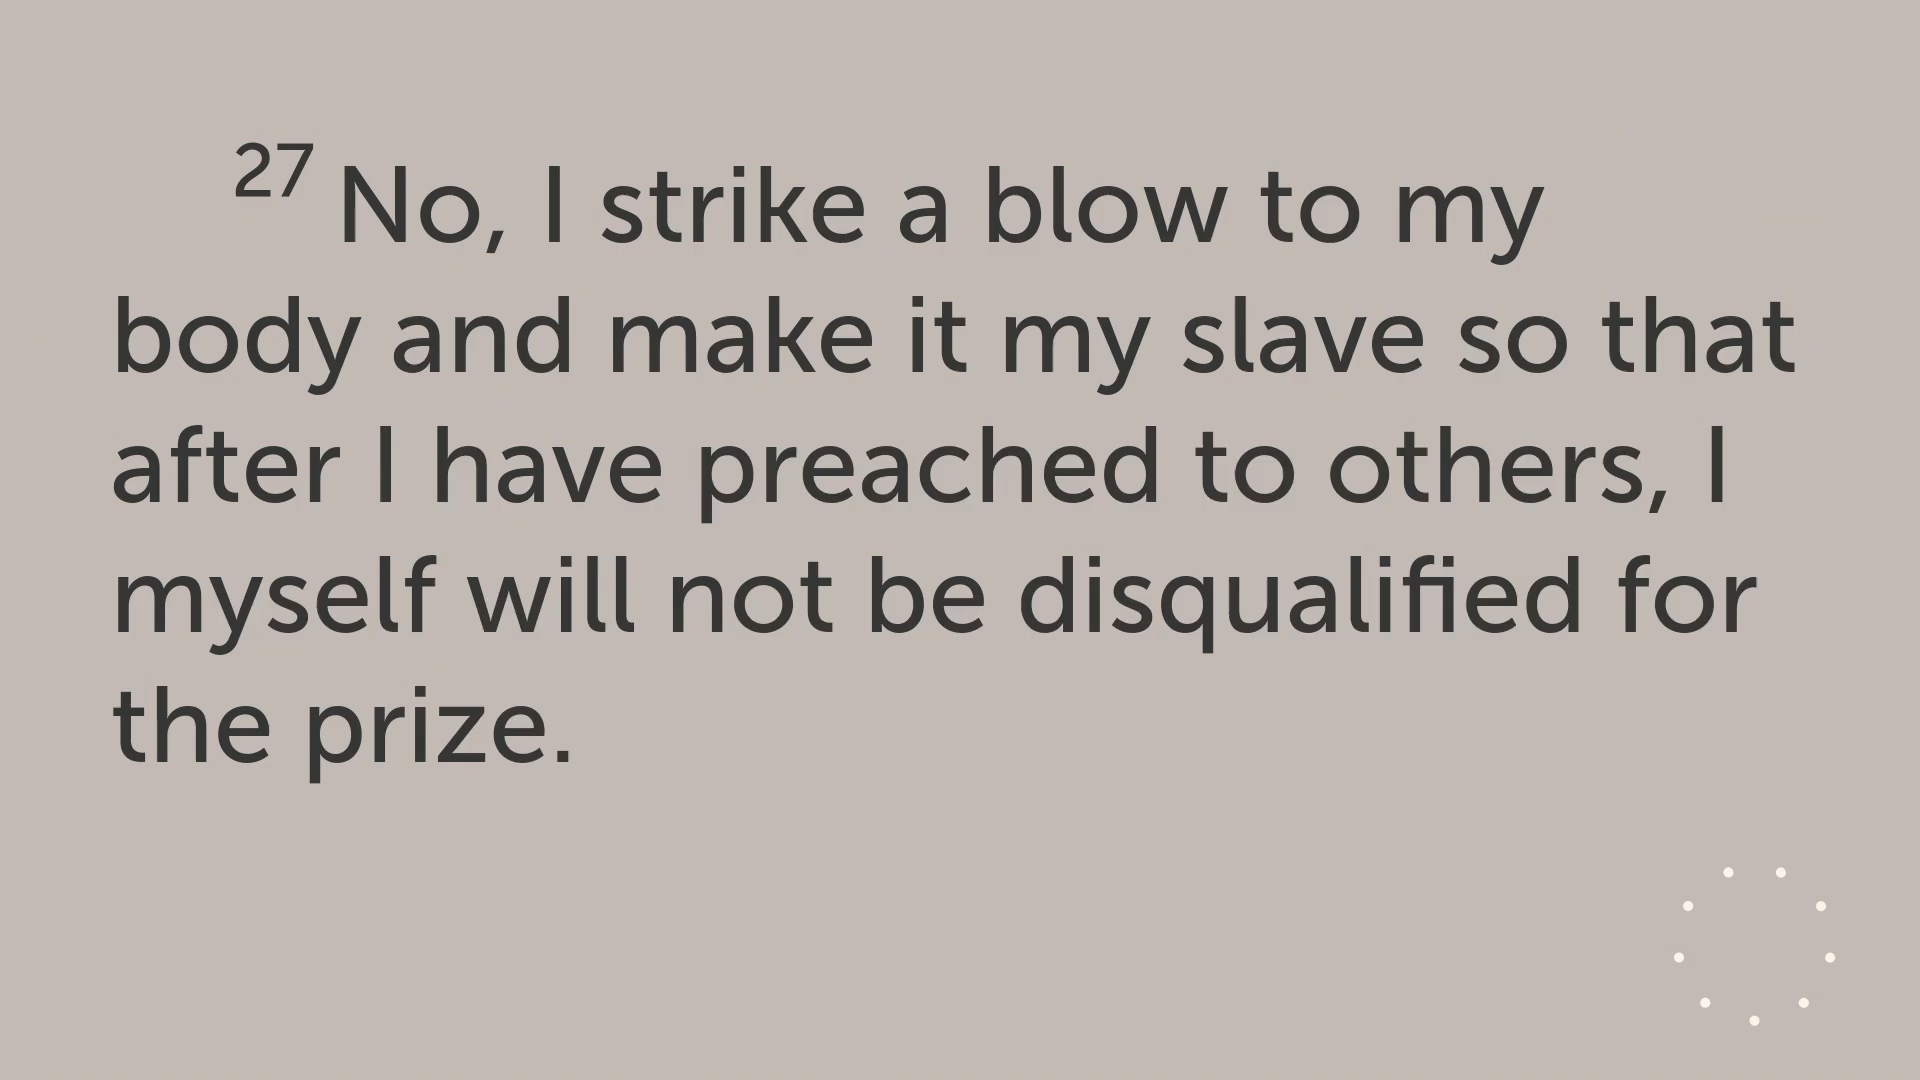 27 No, I strike a blow to my
body and make it my slave so that
after I have preached to others, I
myself will not be disqualified for
the prize.